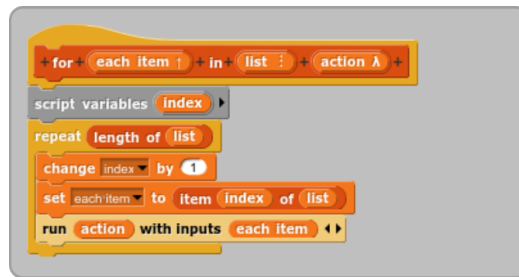 + for + each item ↑ + in + list ⋮ + action λ +
script variables index
repeat length of list
change index by 1
set each item to item index of list
run action with inputs each item